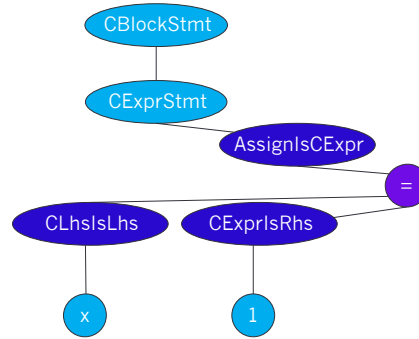 CBlockStmt
CExprStmt
AssignIsCExpr
=
CLhsIsLhs CExprIsRhs
x 1